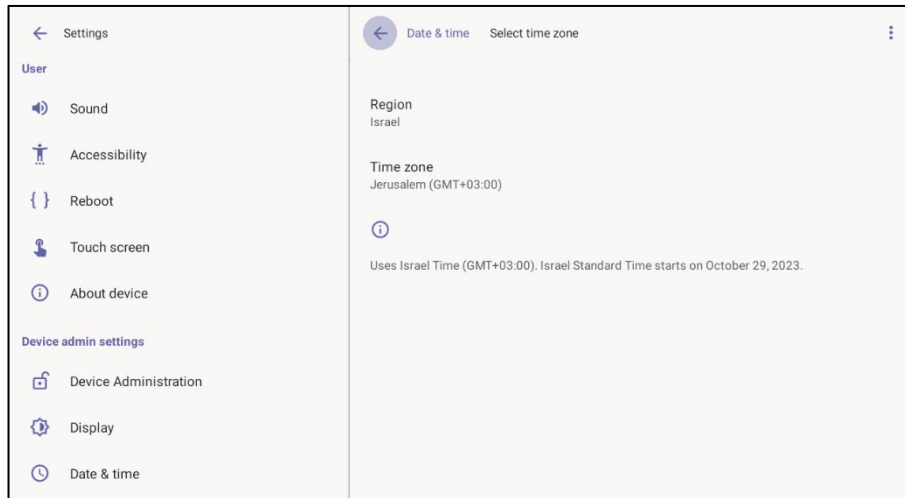 Settings
User
Sound
Accessibility
Reboot
Touch screen
About device
Device admin settings
Device Administration
Display
Date & time
Date & time Select time zone
Region
Israel
Time zone
Jerusalem (GMT+03:00)
Uses Israel Time (GMT+03:00). Israel Standard Time starts on October 29, 2023.